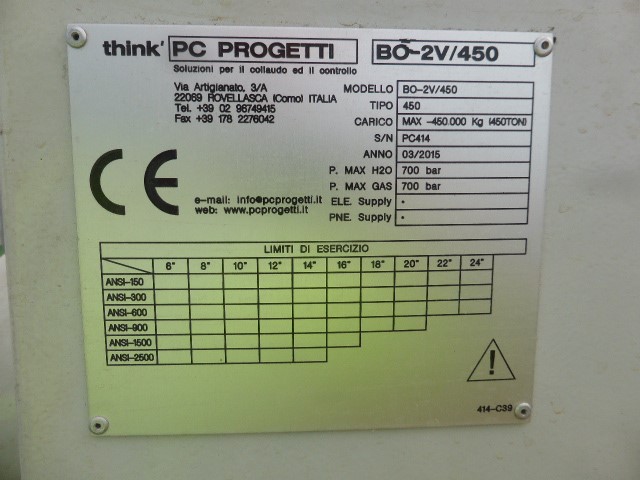 think' PC PROGETTI BO-2V/450
Soluzioni per il collaudo ed il controllo
Via Artigianato, 3/A
22069 ROVELLASCA (Como) ITALIA
Tel. +39 02 96749415
Fax +39 178 2276042
MODELLO BO-2V/450
TIPO 450
CARICO MAX -450.000 Kg (450TON)
S/N PC414
ANNO 03/2015
P. MAX H2O 700 bar
P. MAX GAS 700 bar
ELE. Supply -
PNE. Supply -
CE
e-mail: info@pcprogetti.it
web: www.pcprogetti.it
LIMITI DI ESERCIZIO
6" 8" 10" 12" 14" 16" 18" 20" 22" 24"
ANSI-150
ANSI-300
ANSI-600
ANSI-900
ANSI-1500
ANSI-2500
!
414-C39